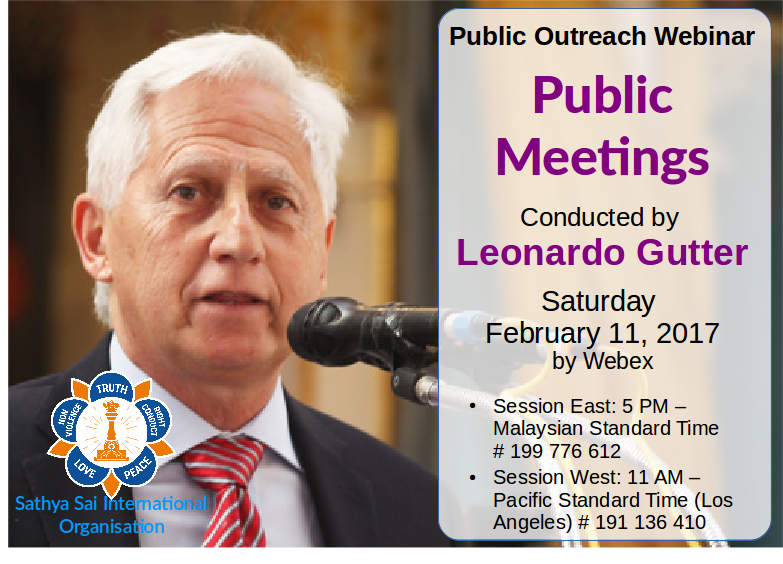 Public Outreach Webinar
Public
Meetings
Conducted by
Leonardo Gutter
Saturday
February 11, 2017
by Webex
• Session East: 5 PM –
Malaysian Standard Time
# 199 776 612
• Session West: 11 AM –
Pacific Standard Time (Los
Angeles) # 191 136 410
TRUTH
NON
VIOLENCE
RIGHT
CONDUCT
LOVE
PEACE
Sathya Sai International
Organisation